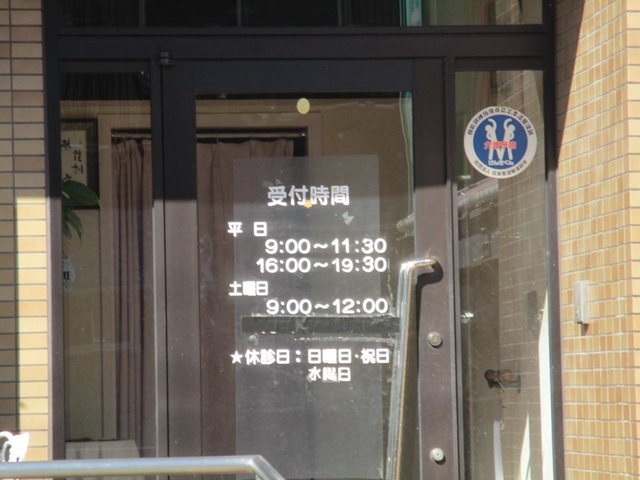 受付時間
平日
9:00～11:30
16:00～19:30
土曜日
9:00～12:00
★休診日：日曜日・祝日
水曜日